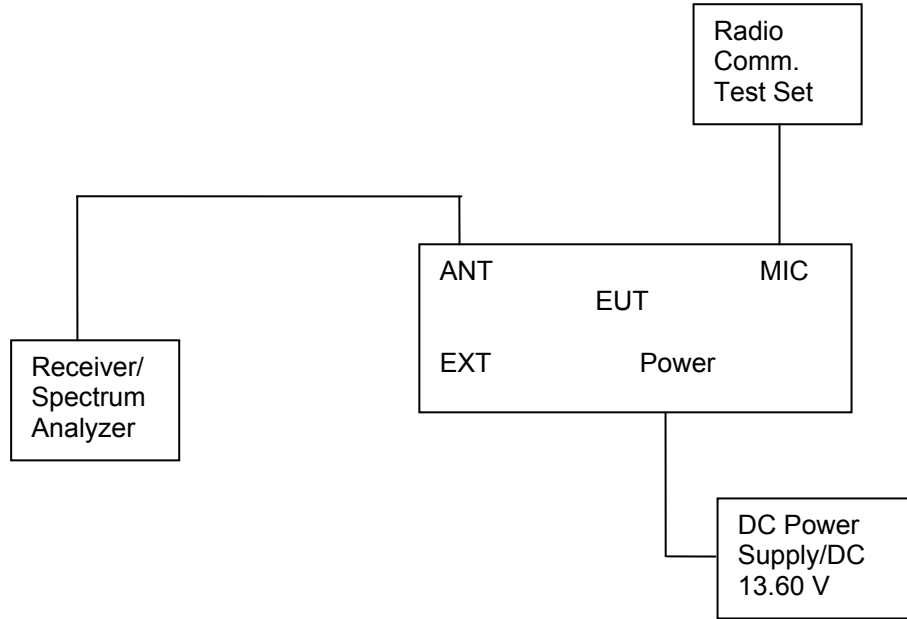 Radio
Comm.
Test Set
ANT
MIC
EUT
EXT
Power
Receiver/
Spectrum
Analyzer
DC Power
Supply/DC
13.60 V